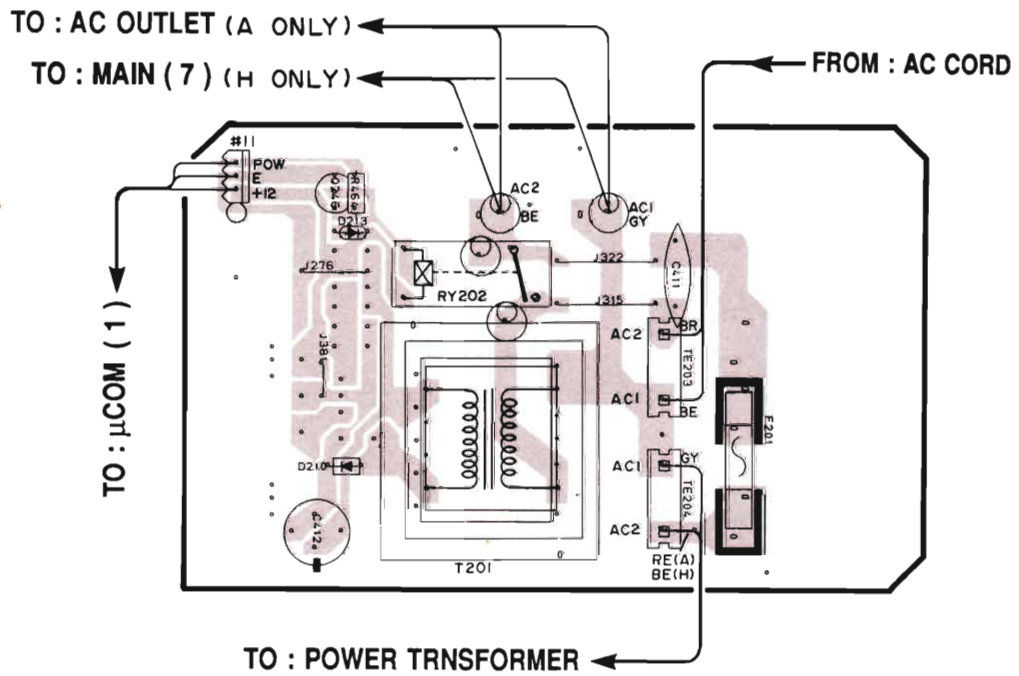 TO : AC OUTLET (A ONLY)
TO : MAIN ( 7 ) (H ONLY)
FROM : AC CORD
#11
POW
E
+12
D213
AC2
BE
AC1
GY
J276
RY202
J322
J315
C411
J381
AC2
BR
TE203
AC1
BE
F201
AC1
GY
TE204
AC2
RE(A)
BE(H)
D210
C412
T201
TO : μCOM ( 1 )
TO : POWER TRNSFORMER